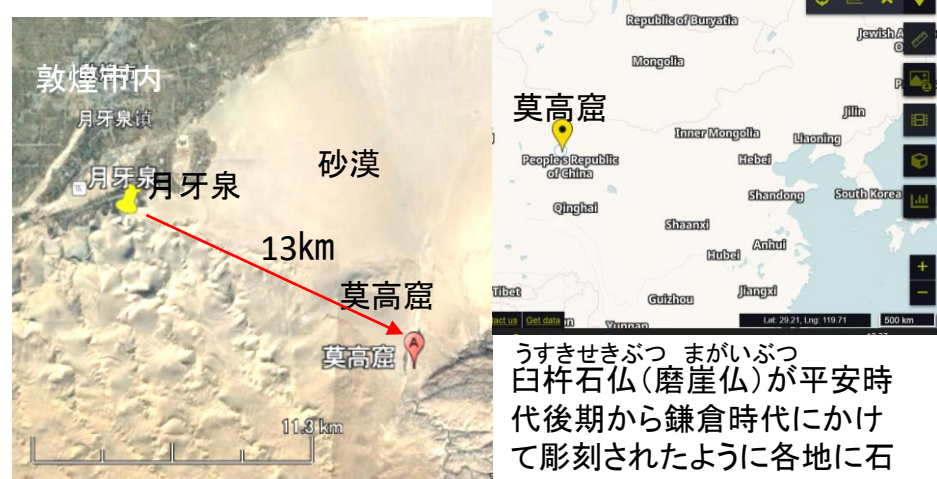 敦煌市内
月牙泉镇
月牙泉
月牙泉
砂漠
13㎞
莫高窟
莫高窟
A
11.3 km
Republic of Buryatia
Jewish A
Mongolia
莫高窟
Jilin
Inner Mongolia
Liaoning
People's Republic
of China
Hebei
Qinghai
Shandong
South Korea
Shaanxi
Anhui
Hubei
Tibet
Guizhou
Jiangxi
Yunnan
tact us
Get data
Lat: 29.21, Lng: 119.71
500 km
うすきせきぶつ　まがいぶつ
臼杵石仏（磨崖仏）が平安時
代後期から鎌倉時代にかけ
て彫刻されたように各地に石